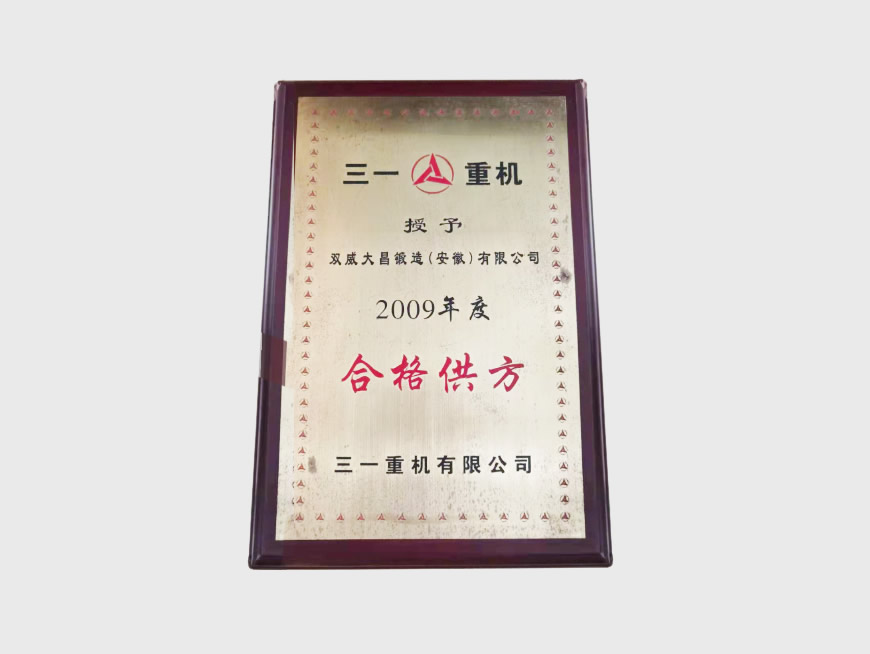 三一重机
授予
双威大昌锻造(安徽)有限公司
2009年度
合格供方
三一重机有限公司